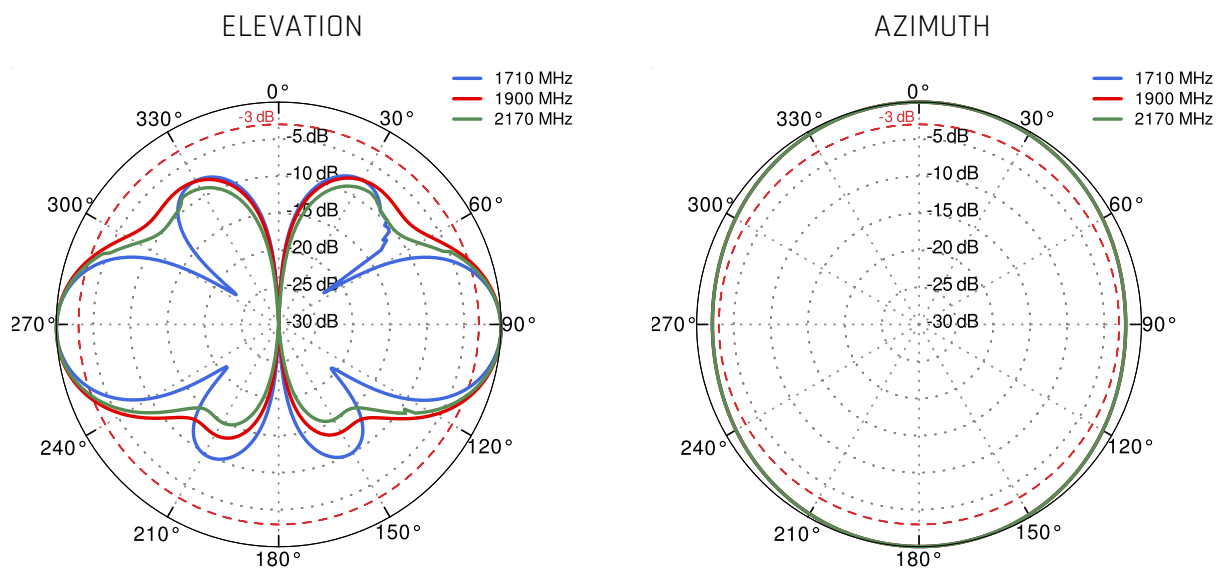 ELEVATION
1710 MHz
1900 MHz
2170 MHz
0°
330°
-3 dB
30°
-5 dB
-10 dB
300°
-15 dB
60°
-20 dB
-25 dB
270°
-30 dB
90°
240°
120°
210°
150°
180°
AZIMUTH
1710 MHz
1900 MHz
2170 MHz
0°
330°
-3 dB
30°
-5 dB
-10 dB
300°
-15 dB
60°
-20 dB
-25 dB
270°
-30 dB
90°
240°
120°
210°
150°
180°